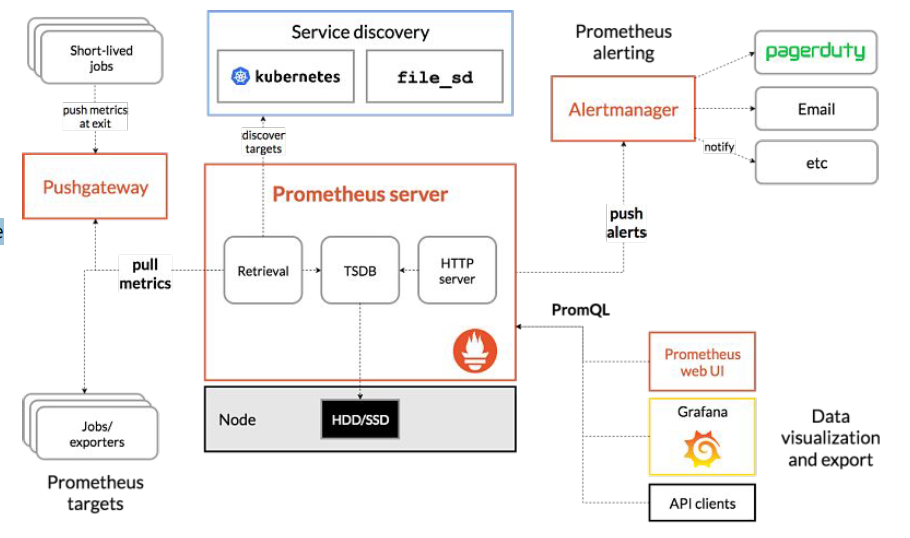 Short-lived
jobs
push metrics
at exit
Pushgateway
e
pull
metrics
Jobs/
exporters
Prometheus
targets
Service discovery
kubernetes
file_sd
discover
targets
Prometheus server
Retrieval
TSDB
HTTP
server
Node
HDD/SSD
Prometheus
alerting
Alertmanager
pagerduty
Email
notify
etc
push
alerts
PromQL
Prometheus
web UI
Grafana
API clients
Data
visualization
and export